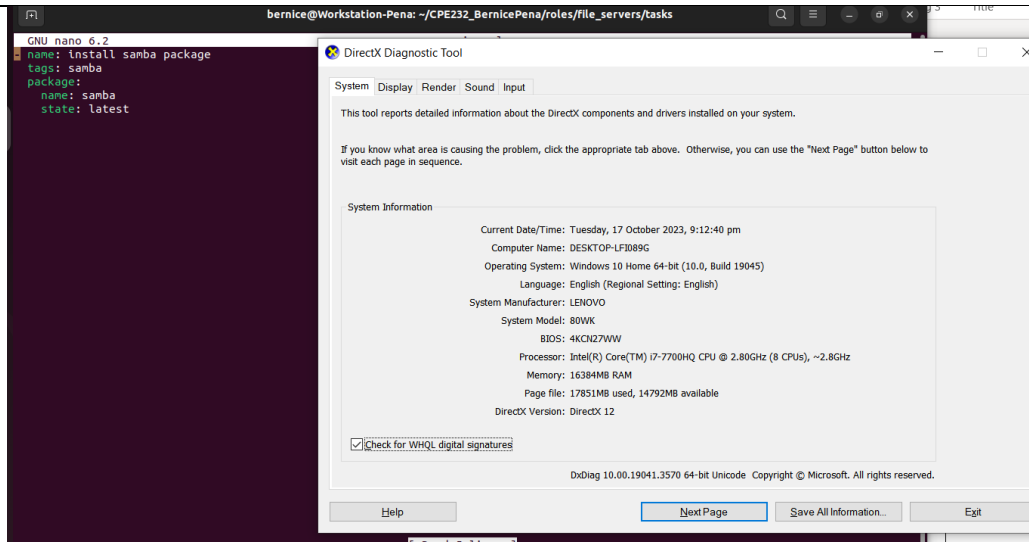 bernice@Workstation-Pena: ~/CPE232_BernicePena/roles/file_servers/tasks
GNU nano 6.2
- name: install samba package
tags: samba
package:
name: samba
state: latest
DirectX Diagnostic Tool
System Display Render Sound Input
This tool reports detailed information about the DirectX components and drivers installed on your system.
If you know what area is causing the problem, click the appropriate tab above.  Otherwise, you can use the "Next Page" button below to
visit each page in sequence.
System Information
Current Date/Time: Tuesday, 17 October 2023, 9:12:40 pm
Computer Name: DESKTOP-LFI089G
Operating System: Windows 10 Home 64-bit (10.0, Build 19045)
Language: English (Regional Setting: English)
System Manufacturer: LENOVO
System Model: 80WK
BIOS: 4KCN27WW
Processor: Intel(R) Core(TM) i7-7700HQ CPU @ 2.80GHz (8 CPUs), ~2.8GHz
Memory: 16384MB RAM
Page file: 17851MB used, 14792MB available
DirectX Version: DirectX 12
Check for WHQL digital signatures
DxDiag 10.00.19041.3570 64-bit Unicode Copyright © Microsoft. All rights reserved.
Help Next Page Save All Information... Exit